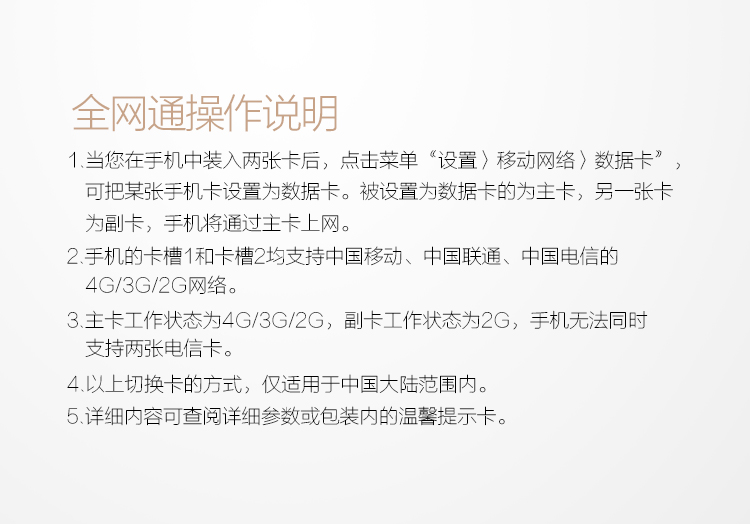 全网通操作说明
1.当您在手机中装入两张卡后，点击菜单“设置〉移动网络〉数据卡”，
可把某张手机卡设置为数据卡。被设置为数据卡的为主卡，另一张卡
为副卡，手机将通过主卡上网。
2.手机的卡槽1和卡槽2均支持中国移动、中国联通、中国电信的
4G/3G/2G网络。
3.主卡工作状态为4G/3G/2G，副卡工作状态为2G，手机无法同时
支持两张电信卡。
4.以上切换卡的方式，仅适用于中国大陆范围内。
5.详细内容可查阅详细参数或包装内的温馨提示卡。